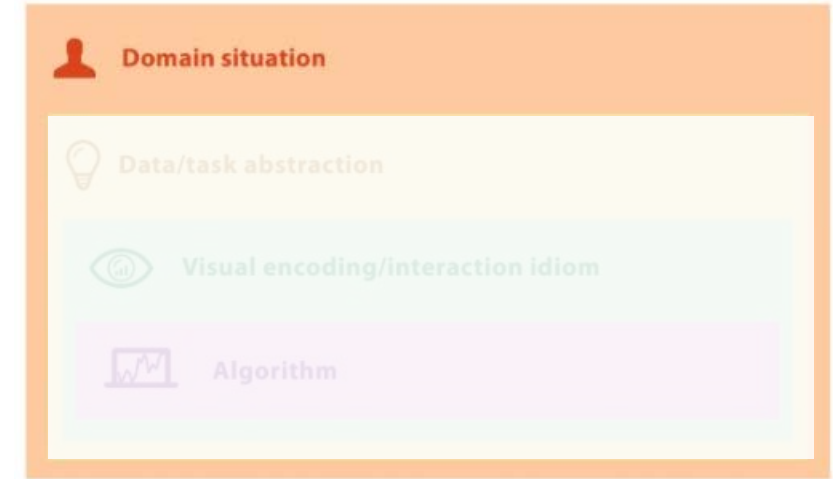 Domain situation
Data/task abstraction
Visual encoding/interaction idiom
Algorithm